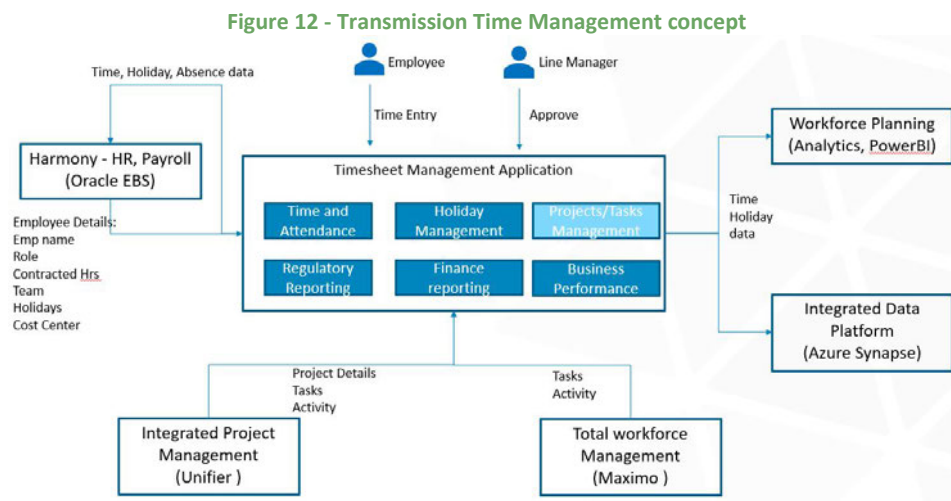 Figure 12 - Transmission Time Management concept
Employee
Line Manager
Time, Holiday, Absence data
Time Entry
Approve
Harmony - HR, Payroll
(Oracle EBS)
Employee Details:
Emp name
Role
Contracted Hrs
Team
Holidays
Cost Center
Timesheet Management Application
Time and
Attendance
Holiday
Management
Projects/Tasks
Management
Regulatory
Reporting
Finance
reporting
Business
Performance
Workforce Planning
(Analytics, PowerBI)
Time
Holiday
data
Integrated Data
Platform
(Azure Synapse)
Project Details
Tasks
Activity
Tasks
Activity
Integrated Project
Management
(Unifier )
Total workforce
Management
(Maximo )